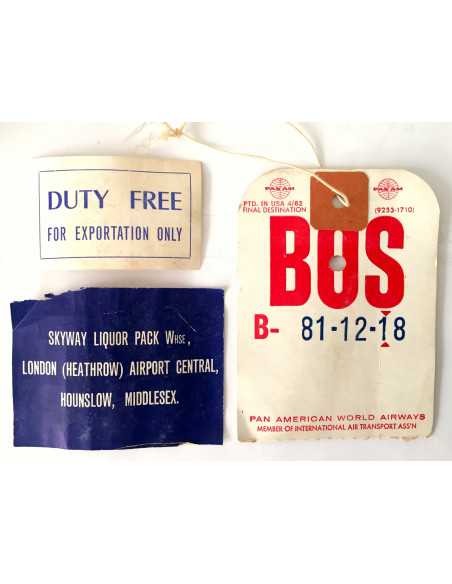 DUTY FREE
FOR EXPORTATION ONLY
SKYWAY LIQUOR PACK WHSE,
LONDON (HEATHROW) AIRPORT CENTRAL,
HOUNSLOW, MIDDLESEX.
PAN AM
PAN AM
PTD. IN USA 4/62
FINAL DESTINATION
(9253-1710)
BOS
B- 81-12-18
PAN AMERICAN WORLD AIRWAYS
MEMBER OF INTERNATIONAL AIR TRANSPORT ASS'N